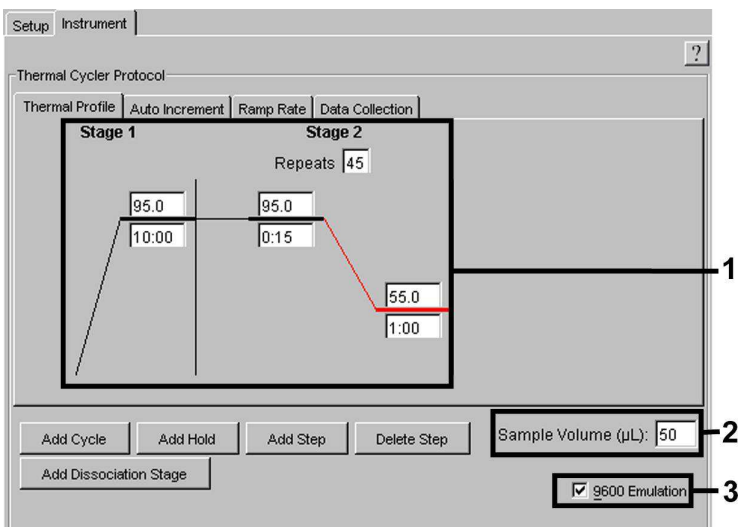 Setup Instrument
?
Thermal Cycler Protocol
Thermal Profile Auto Increment Ramp Rate Data Collection
Stage 1 Stage 2
Repeats 45
95.0 95.0
10:00 0:15
55.0
1:00
1
Add Cycle Add Hold Add Step Delete Step
Sample Volume (µL): 50
2
Add Dissociation Stage
9600 Emulation
3